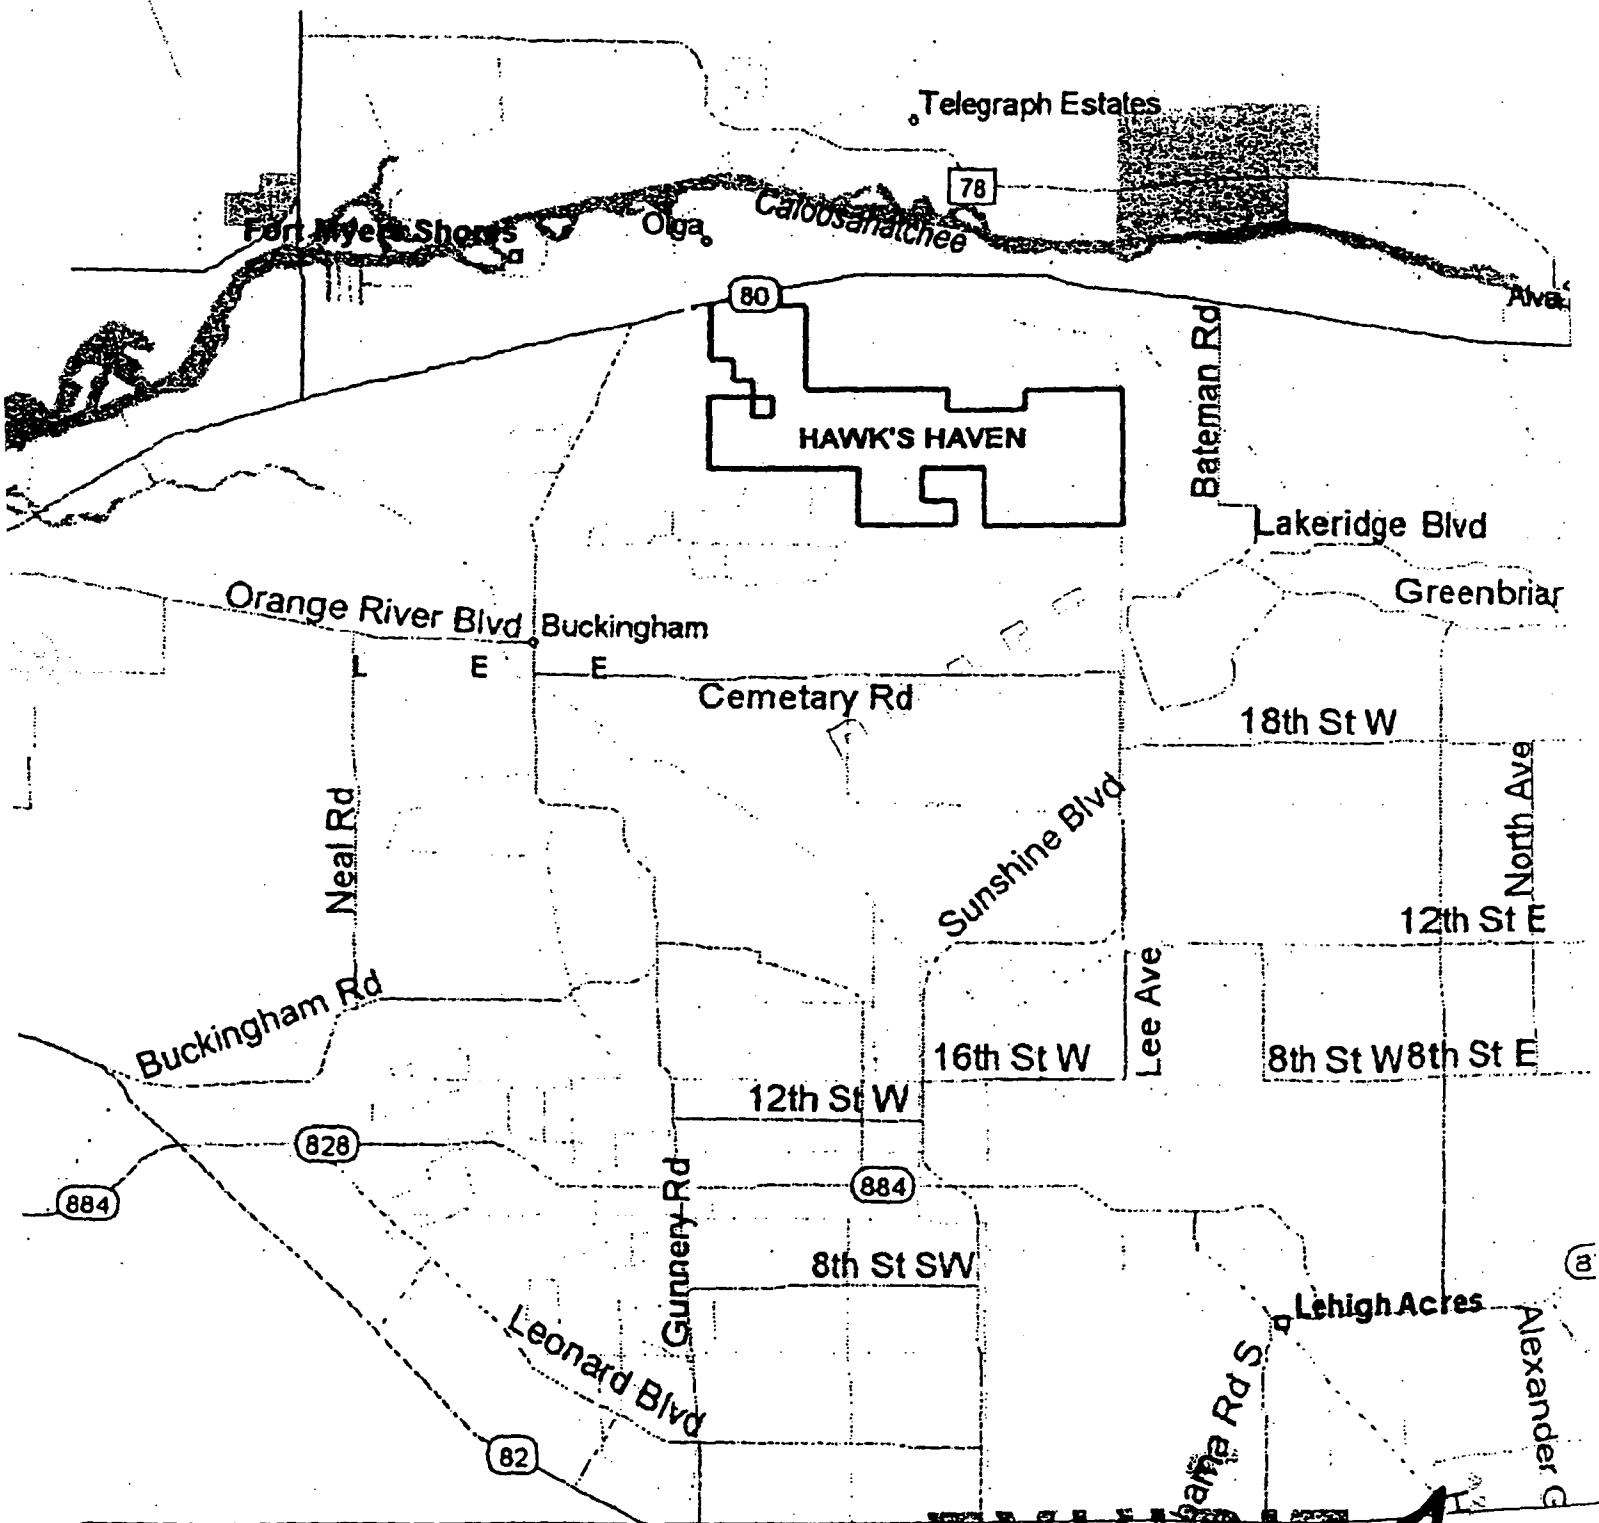 Telegraph Estates
78
Fort Myers Shores
Olga
Caloosahatchee
80
Alva
Bateman Rd
HAWK'S HAVEN
Lakeridge Blvd
Greenbriar
Orange River Blvd
Buckingham
L E E
Cemetary Rd
18th St W
Neal Rd
Sunshine Blvd
North Ave
12th St E
Buckingham Rd
Lee Ave
16th St W
8th St W
8th St E
12th St W
828
884
884
Gunnery Rd
8th St SW
Lehigh Acres
Leonard Blvd
Rd S
Alexander G
82